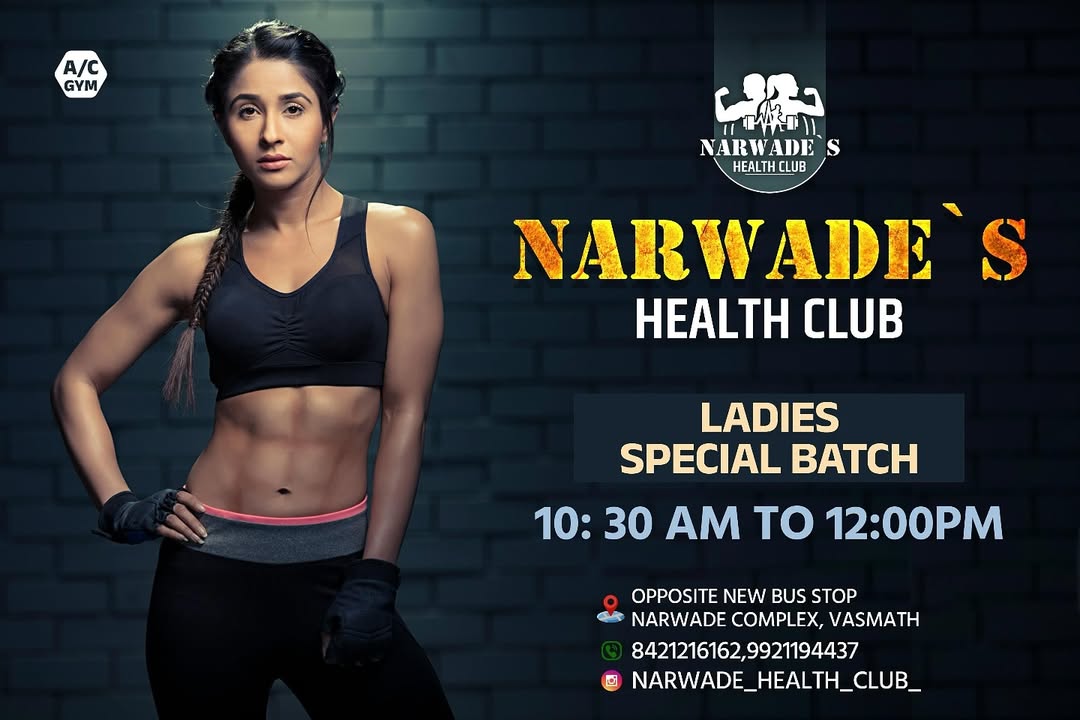 A/C
GYM
NARWADE`S
HEALTH CLUB
NARWADE`S
HEALTH CLUB
LADIES
SPECIAL BATCH
10: 30 AM TO 12:00PM
OPPOSITE NEW BUS STOP
NARWADE COMPLEX, VASMATH
8421216162,9921194437
NARWADE_HEALTH_CLUB_